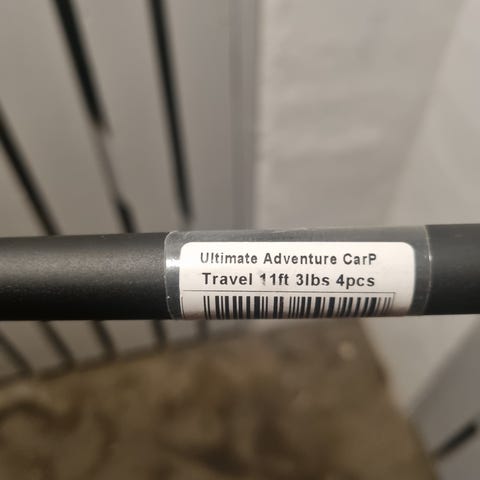 Ultimate Adventure CarP
Travel 11ft 3lbs 4pcs